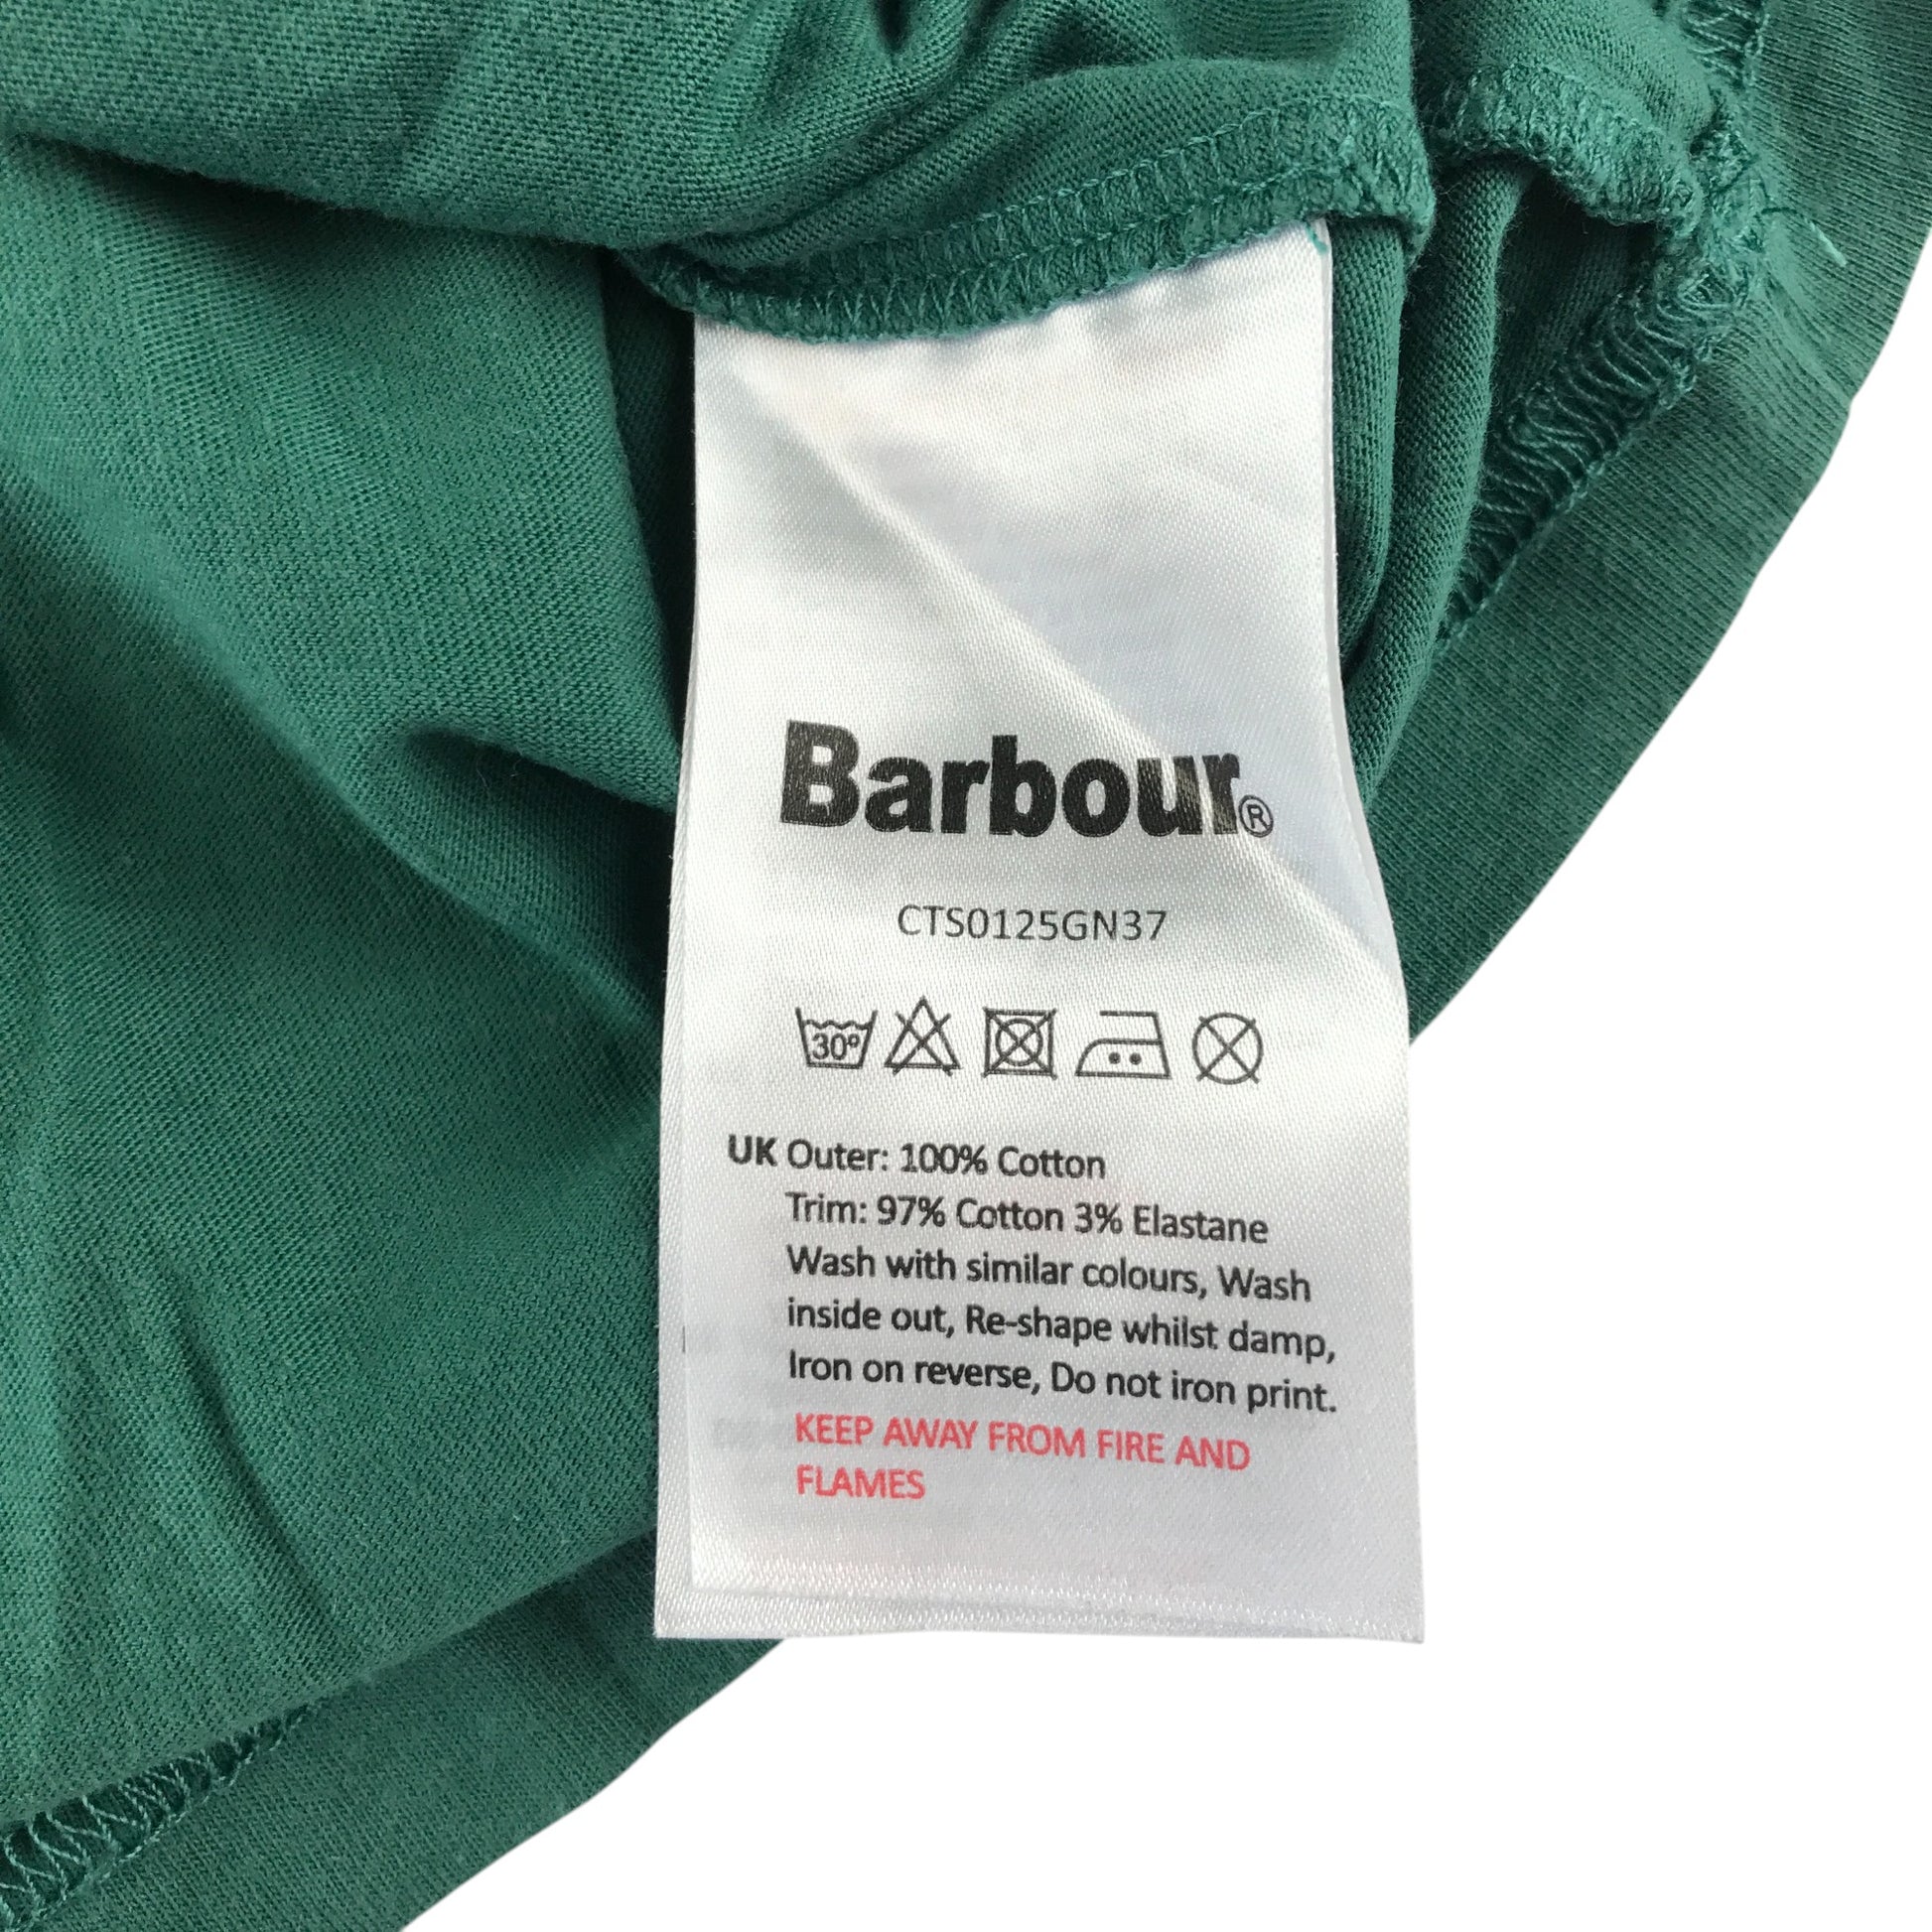 Barbour®
CTS0125GN37
30º
UK Outer: 100% Cotton
Trim: 97% Cotton 3% Elastane
Wash with similar colours, Wash
inside out, Re-shape whilst damp,
Iron on reverse, Do not iron print.
KEEP AWAY FROM FIRE AND
FLAMES